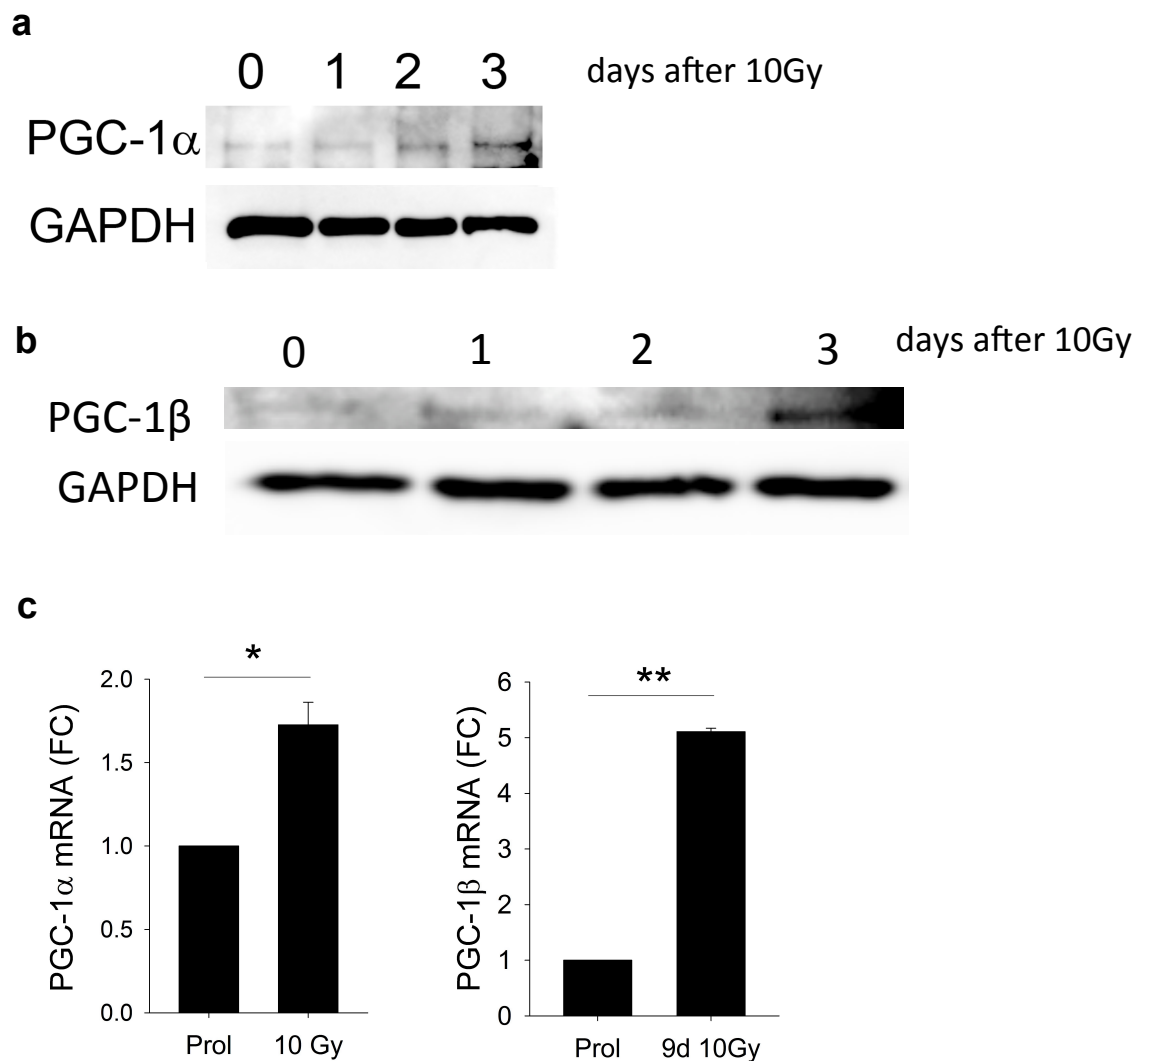 a
0 1 2 3 days after 10Gy
PGC-1α
GAPDH
b
0 1 2 3 days after 10Gy
PGC-1β
GAPDH
c
*
2.0
1.5
1.0
0.5
0.0
PGC-1α mRNA (FC)
Prol 10 Gy
**
6
5
4
3
2
1
0
PGC-1β mRNA (FC)
Prol 9d 10Gy